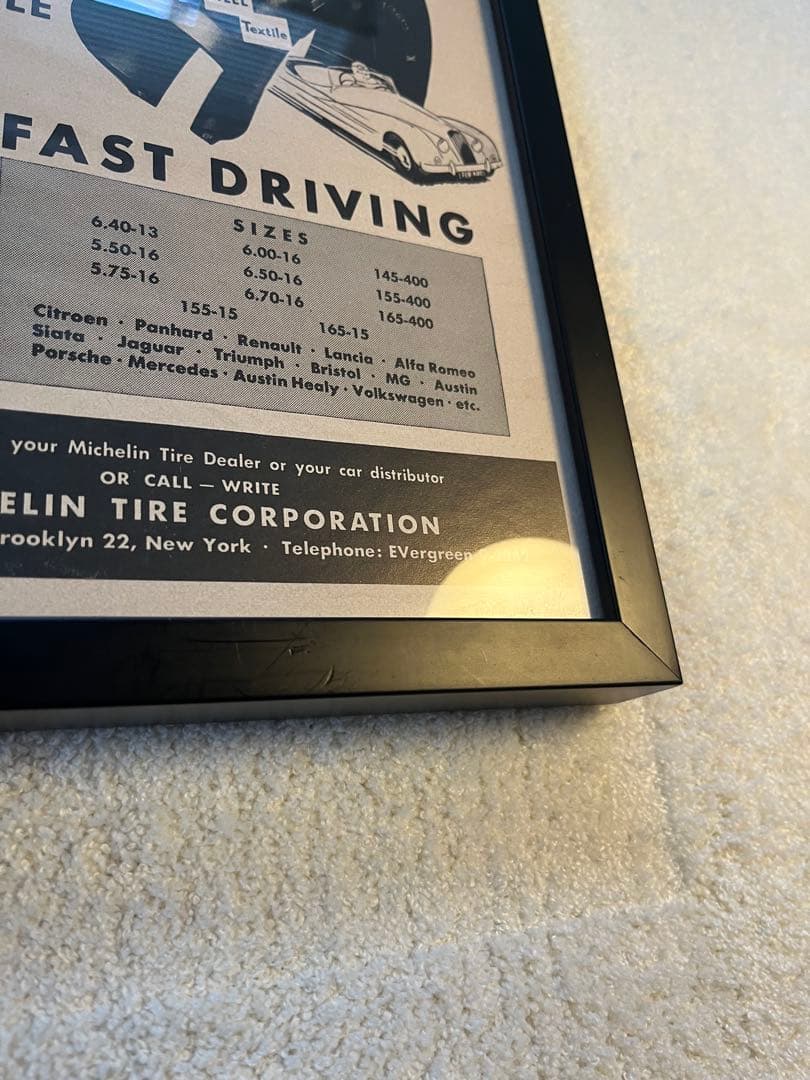 LE
Textile
FAST DRIVING
SIZES
6.40-13 6.00-16 145-400
5.50-16 6.50-16 155-400
5.75-16 6.70-16 165-400
155-15 165-15
Citroen · Panhard · Renault · Lancia · Alfa Romeo
Siata · Jaguar · Triumph · Bristol · MG · Austin
Porsche · Mercedes · Austin Healy · Volkswagen · etc.
your Michelin Tire Dealer or your car distributor
OR CALL — WRITE
ELIN TIRE CORPORATION
rooklyn 22, New York · Telephone: EVergreen